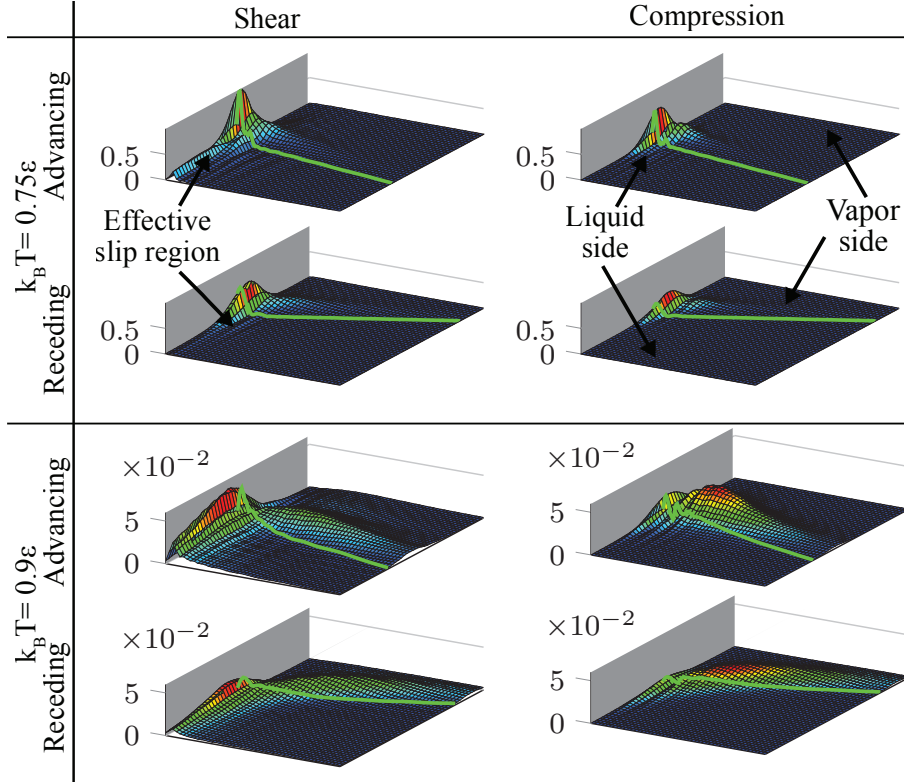 Shear
Compression
k_B T= 0.75ε
Advancing
0.5
0
0.5
0
Effective
slip region
Liquid
side
Vapor
side
Receding
0.5
0
0.5
0
k_B T= 0.9ε
Advancing
×10⁻²
5
0
×10⁻²
5
0
Receding
×10⁻²
5
0
×10⁻²
5
0